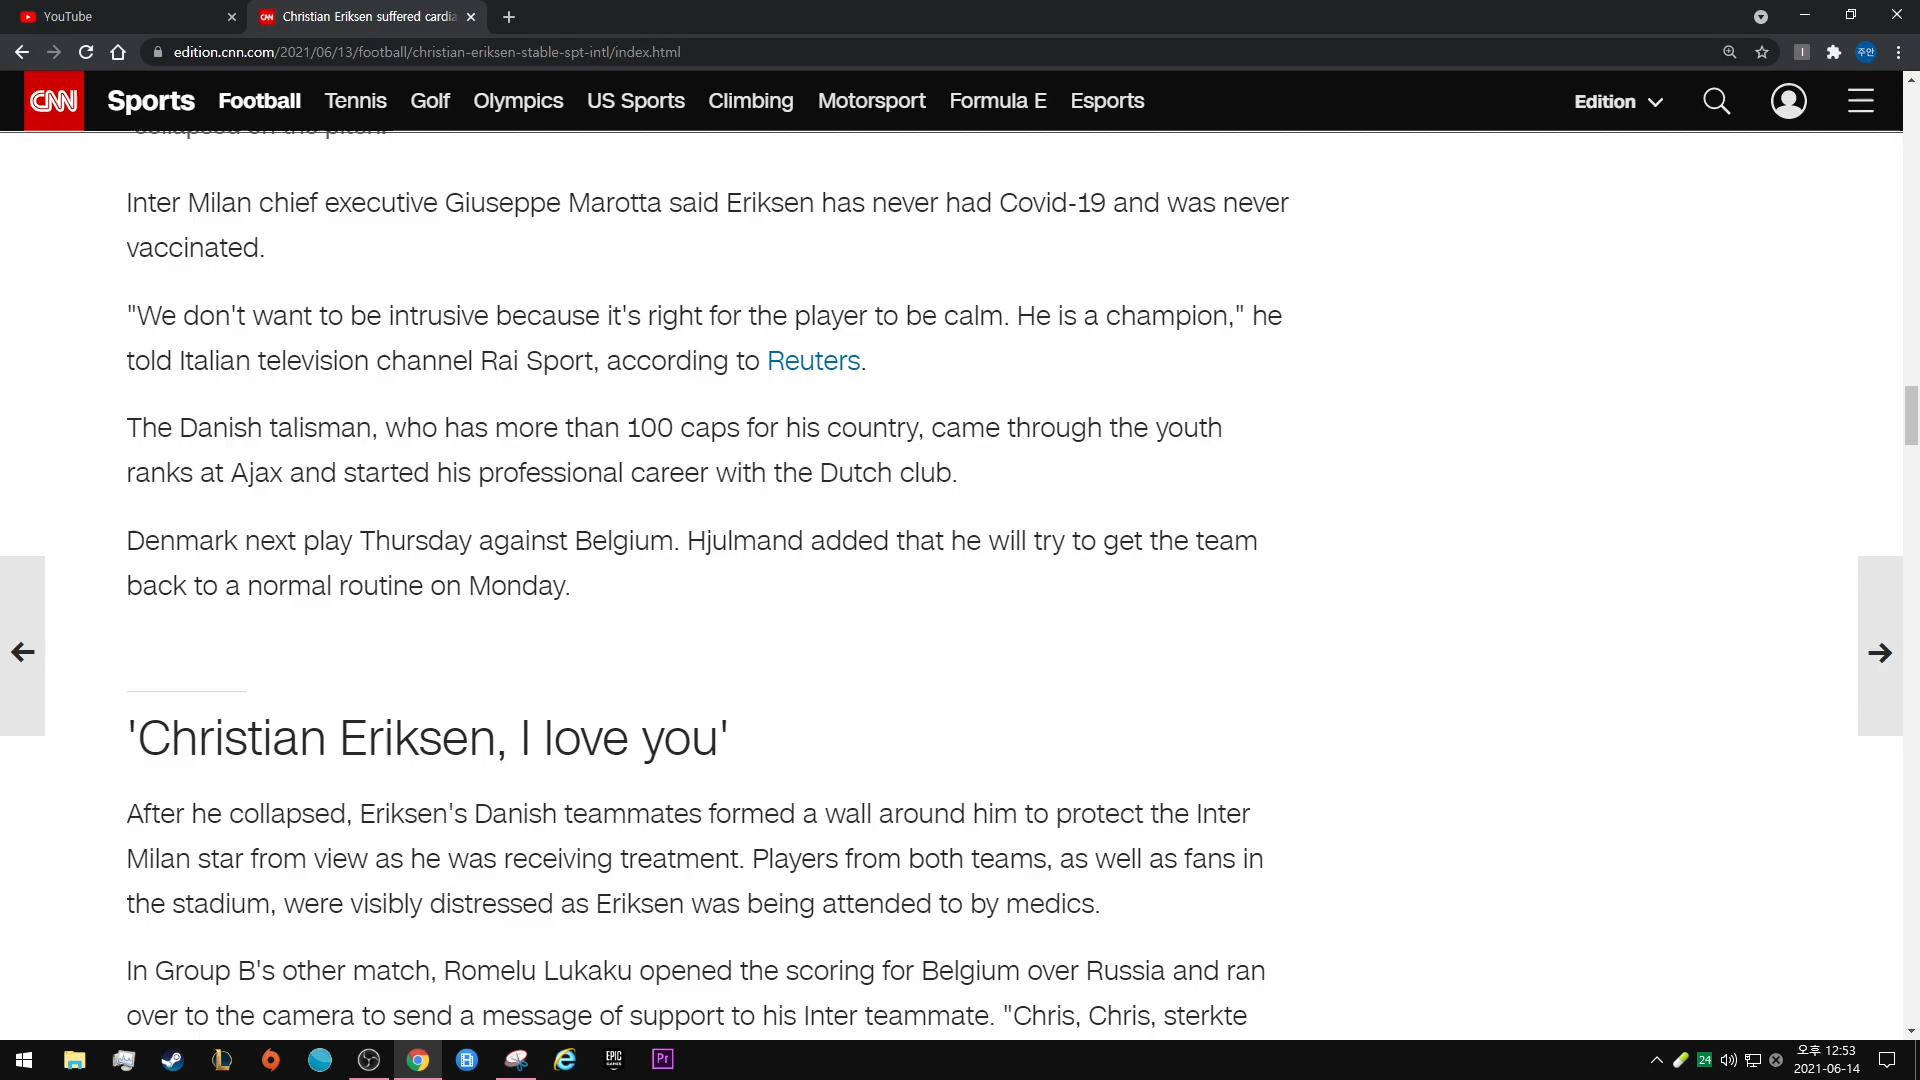 YouTube
Christian Eriksen suffered cardia
edition.cnn.com/2021/06/13/football/christian-eriksen-stable-spt-intl/index.html
주안
CNN Sports Football Tennis Golf Olympics US Sports Climbing Motorsport Formula E Esports Edition
collapsed on the pitch.
Inter Milan chief executive Giuseppe Marotta said Eriksen has never had Covid-19 and was never
vaccinated.
"We don't want to be intrusive because it's right for the player to be calm. He is a champion," he
told Italian television channel Rai Sport, according to Reuters.
The Danish talisman, who has more than 100 caps for his country, came through the youth
ranks at Ajax and started his professional career with the Dutch club.
Denmark next play Thursday against Belgium. Hjulmand added that he will try to get the team
back to a normal routine on Monday.
'Christian Eriksen, I love you'
After he collapsed, Eriksen's Danish teammates formed a wall around him to protect the Inter
Milan star from view as he was receiving treatment. Players from both teams, as well as fans in
the stadium, were visibly distressed as Eriksen was being attended to by medics.
In Group B's other match, Romelu Lukaku opened the scoring for Belgium over Russia and ran
over to the camera to send a message of support to his Inter teammate. "Chris, Chris, sterkte
EPIC
GAMES
Pr
24
오후 12:53
2021-06-14